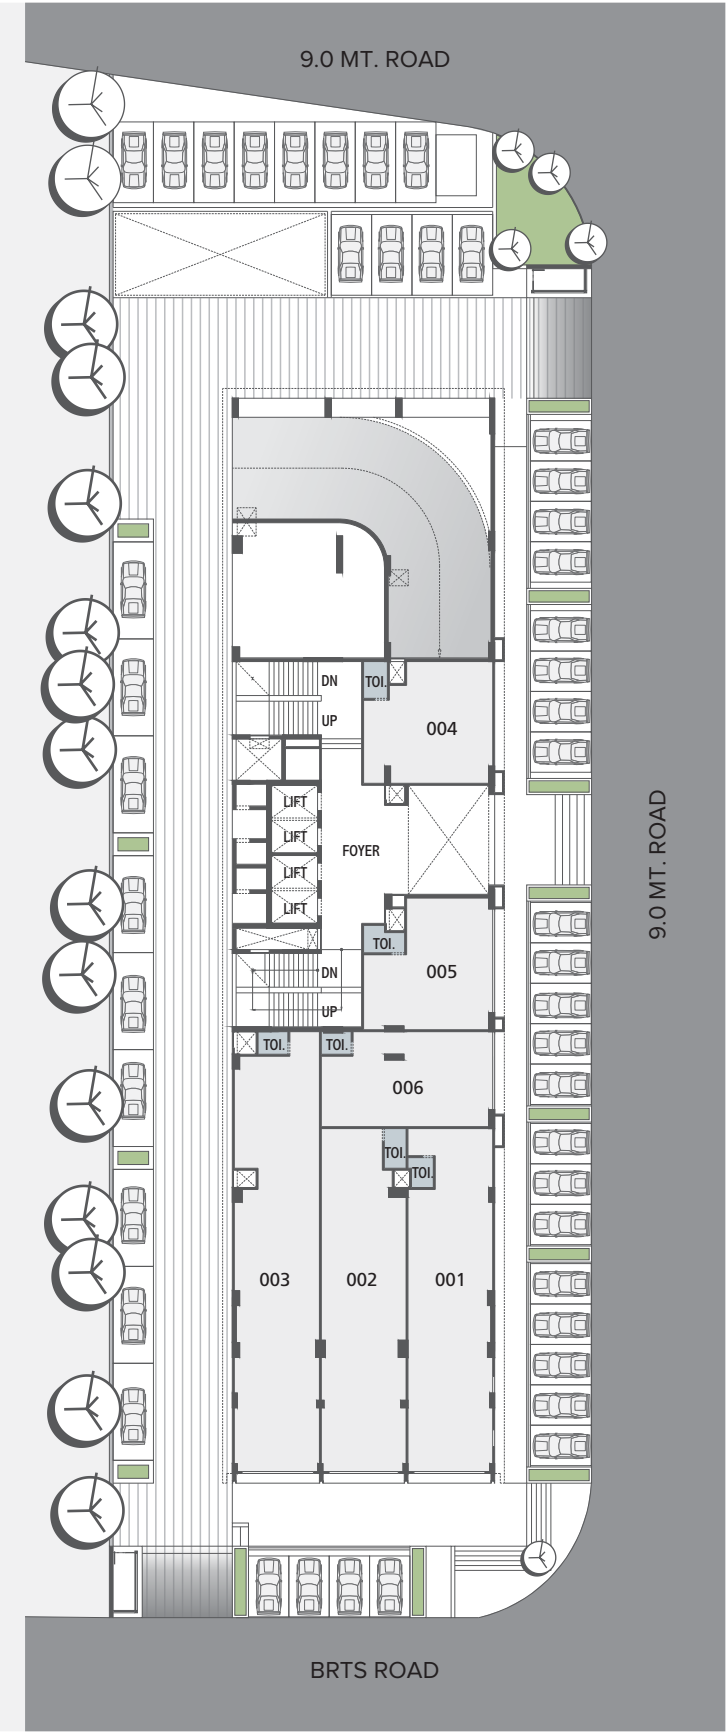 9.0 MT. ROAD
DN
TOI.
UP
004
LIFT
LIFT
FOYER
LIFT
LIFT
9.0 MT. ROAD
TOI.
DN
005
UP
TOI.
TOI.
006
TOI.
TOI.
003
002
001
BRTS ROAD